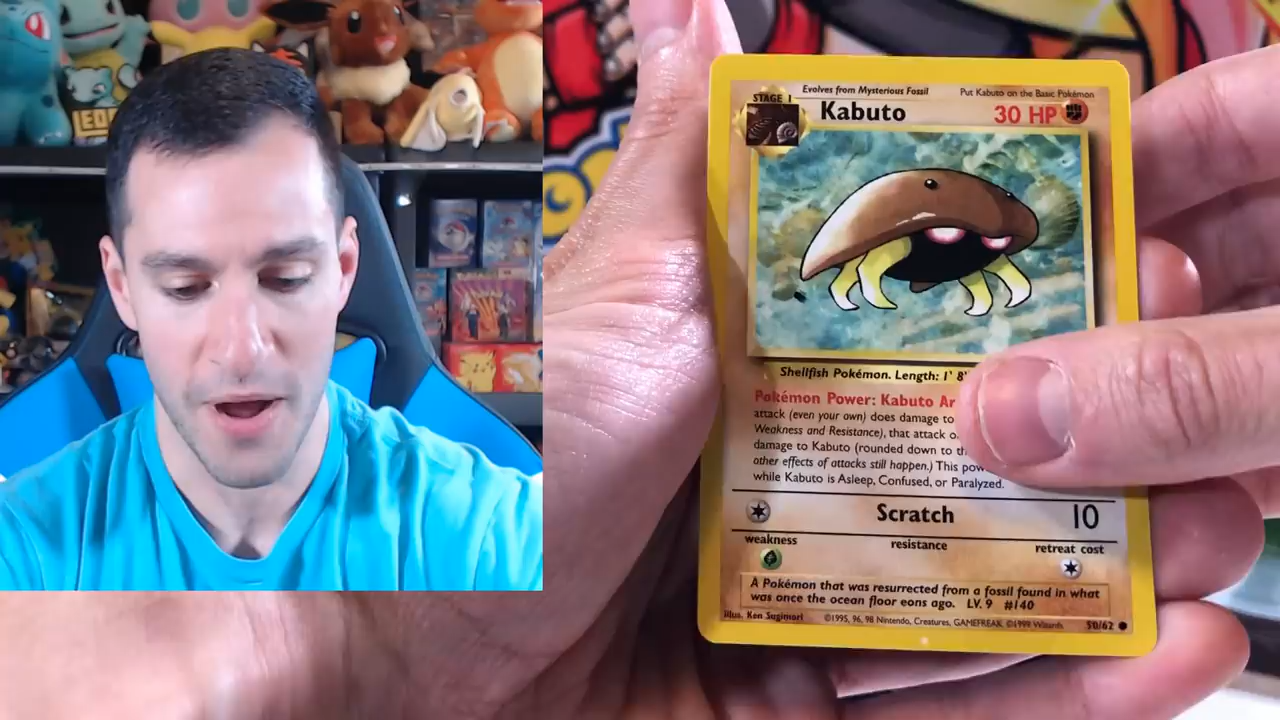 Evolves from Mysterious Fossil
Put Kabuto on the Basic Pokémon
STAGE 1
Kabuto
30 HP
Shellfish Pokémon. Length: 1' 8"
Pokémon Power: Kabuto Ar
attack (even your own) does damage to
Weakness and Resistance), that attack
damage to Kabuto (rounded down to
other effects of attacks still happen.) This
while Kabuto is Asleep, Confused, or Paralyzed.
Scratch
10
weakness
resistance
retreat cost
A Pokémon that was resurrected from a fossil found in what
was once the ocean floor eons ago. LV. 9 #140
Illus. Ken Sugimori
©1995, 96, 98 Nintendo, Creatures, GAMEFREAK. ©1999 Wizards.
50/62